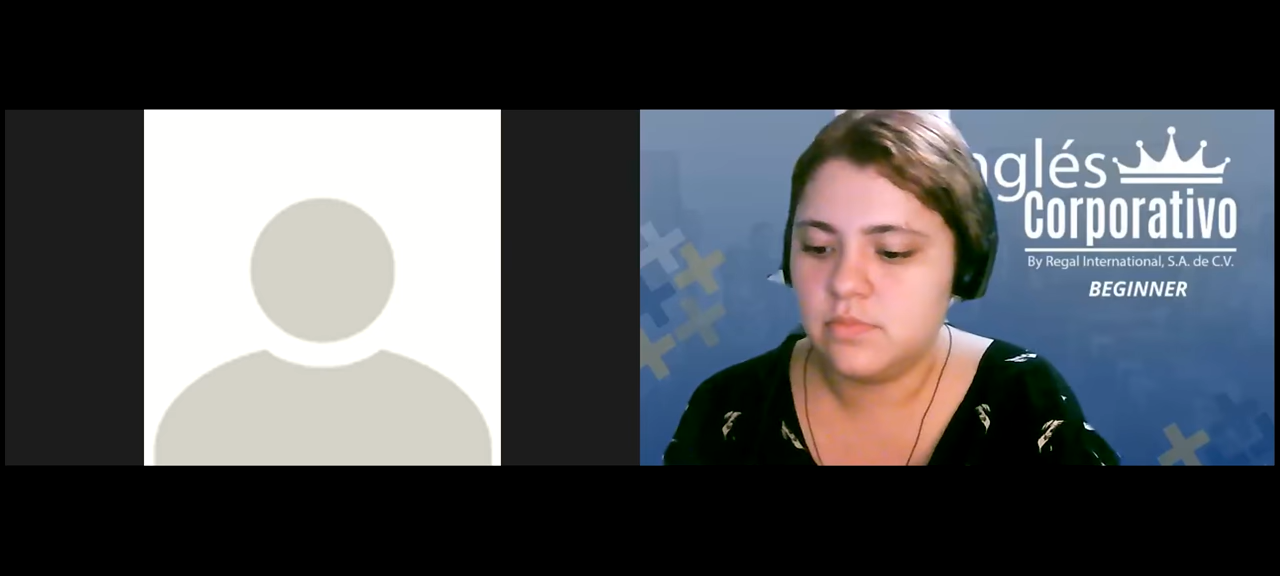 nglés
Corporativo
By Regal International, S.A. de C.V.
BEGINNER